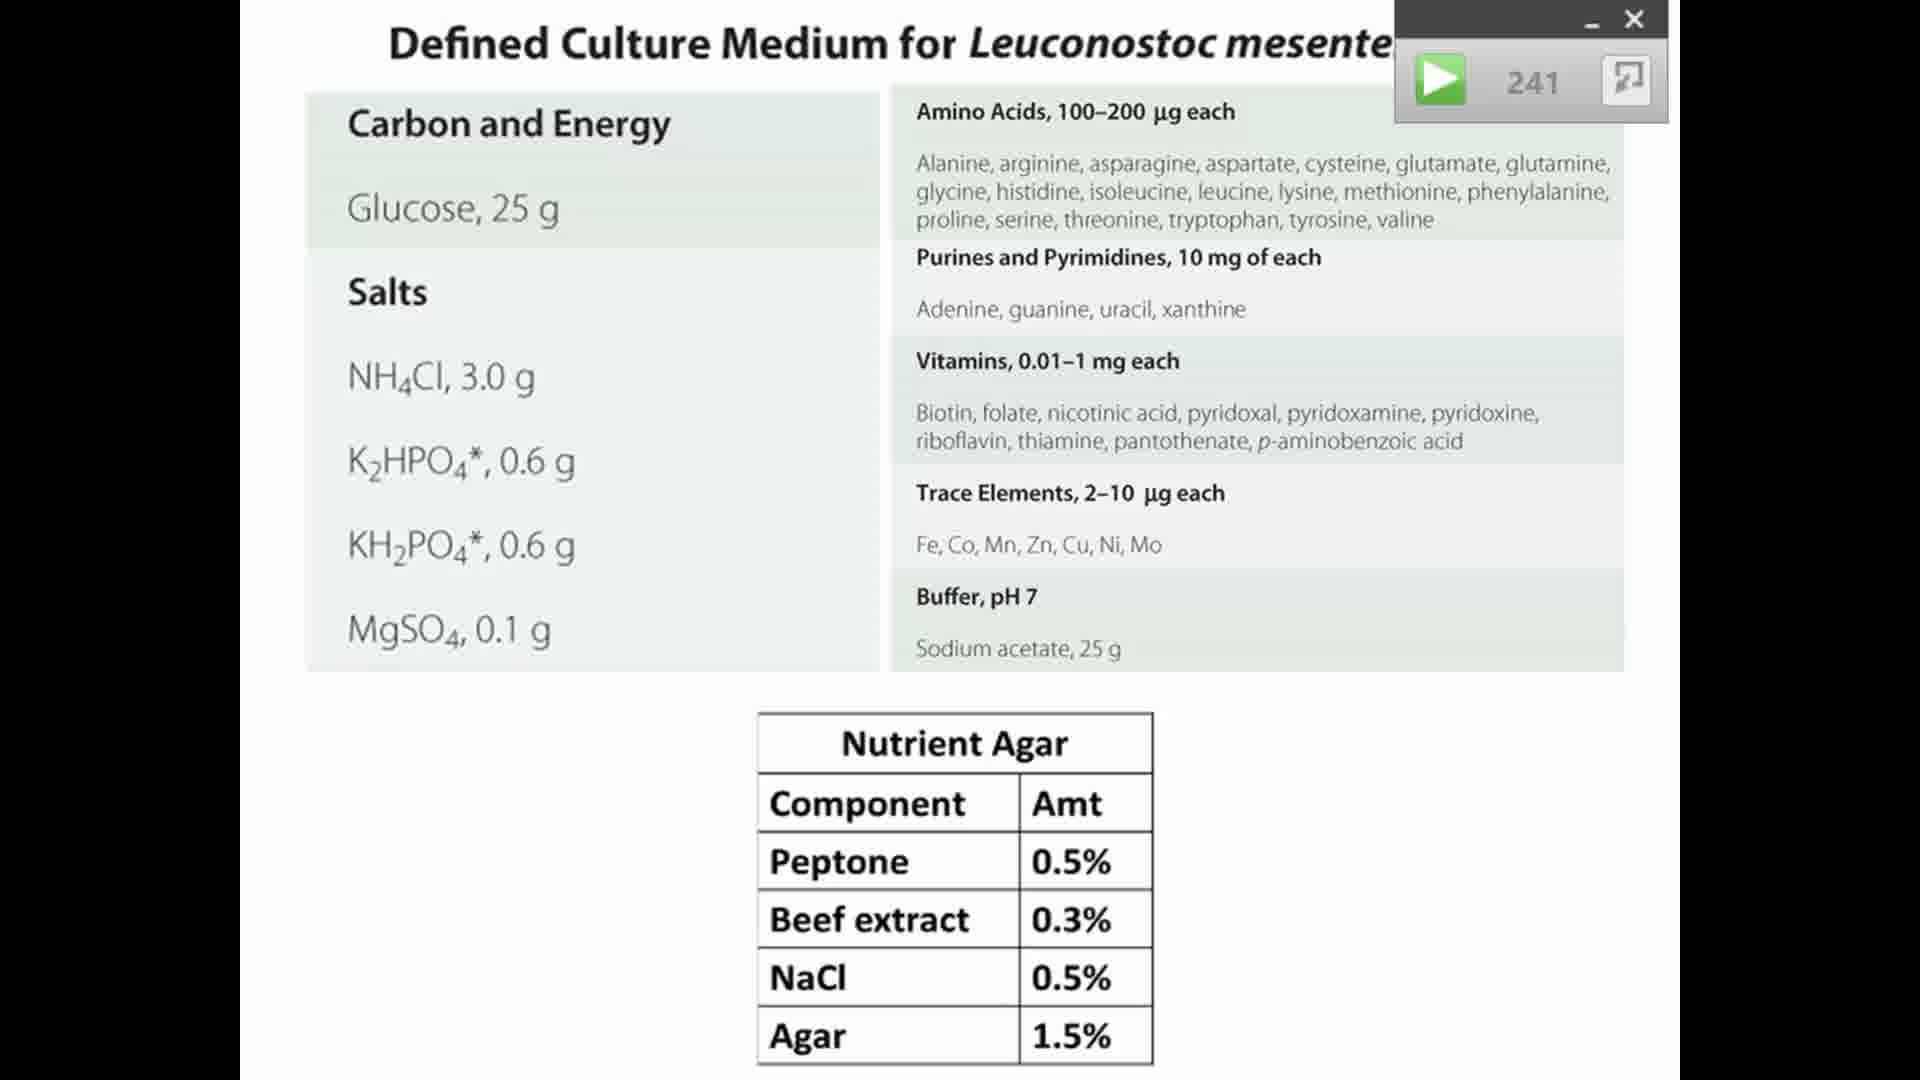 Defined Culture Medium for Leuconostoc mesente
241
Carbon and Energy
Glucose, 25 g
Salts
NH₄Cl, 3.0 g
K₂HPO₄*, 0.6 g
KH₂PO₄*, 0.6 g
MgSO₄, 0.1 g
Amino Acids, 100–200 µg each
Alanine, arginine, asparagine, aspartate, cysteine, glutamate, glutamine,
glycine, histidine, isoleucine, leucine, lysine, methionine, phenylalanine,
proline, serine, threonine, tryptophan, tyrosine, valine
Purines and Pyrimidines, 10 mg of each
Adenine, guanine, uracil, xanthine
Vitamins, 0.01–1 mg each
Biotin, folate, nicotinic acid, pyridoxal, pyridoxamine, pyridoxine,
riboflavin, thiamine, pantothenate, p-aminobenzoic acid
Trace Elements, 2–10 µg each
Fe, Co, Mn, Zn, Cu, Ni, Mo
Buffer, pH 7
Sodium acetate, 25 g
Nutrient Agar
Component Amt
Peptone 0.5%
Beef extract 0.3%
NaCl 0.5%
Agar 1.5%